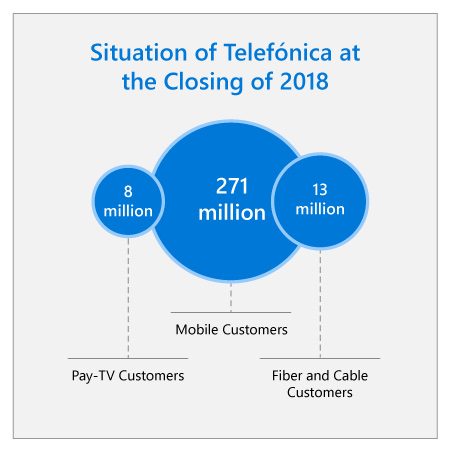 Situation of Telefónica at
the Closing of 2018
8
million
271
million
13
million
Mobile Customers
Pay-TV Customers
Fiber and Cable
Customers